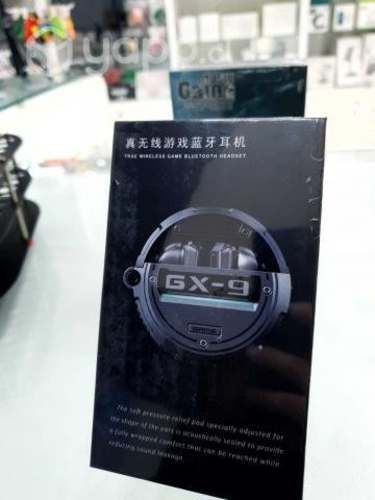 Game
真无线游戏蓝牙耳机
TRUE WIRELESS GAME BLUETOOTH HEADSET
GX-9
The soft pressure relief pad specially adjusted for
the shape of the ears is acoustically sealed to provide
a fully wrapped comfort that can be reached while
reducing sound leakage.